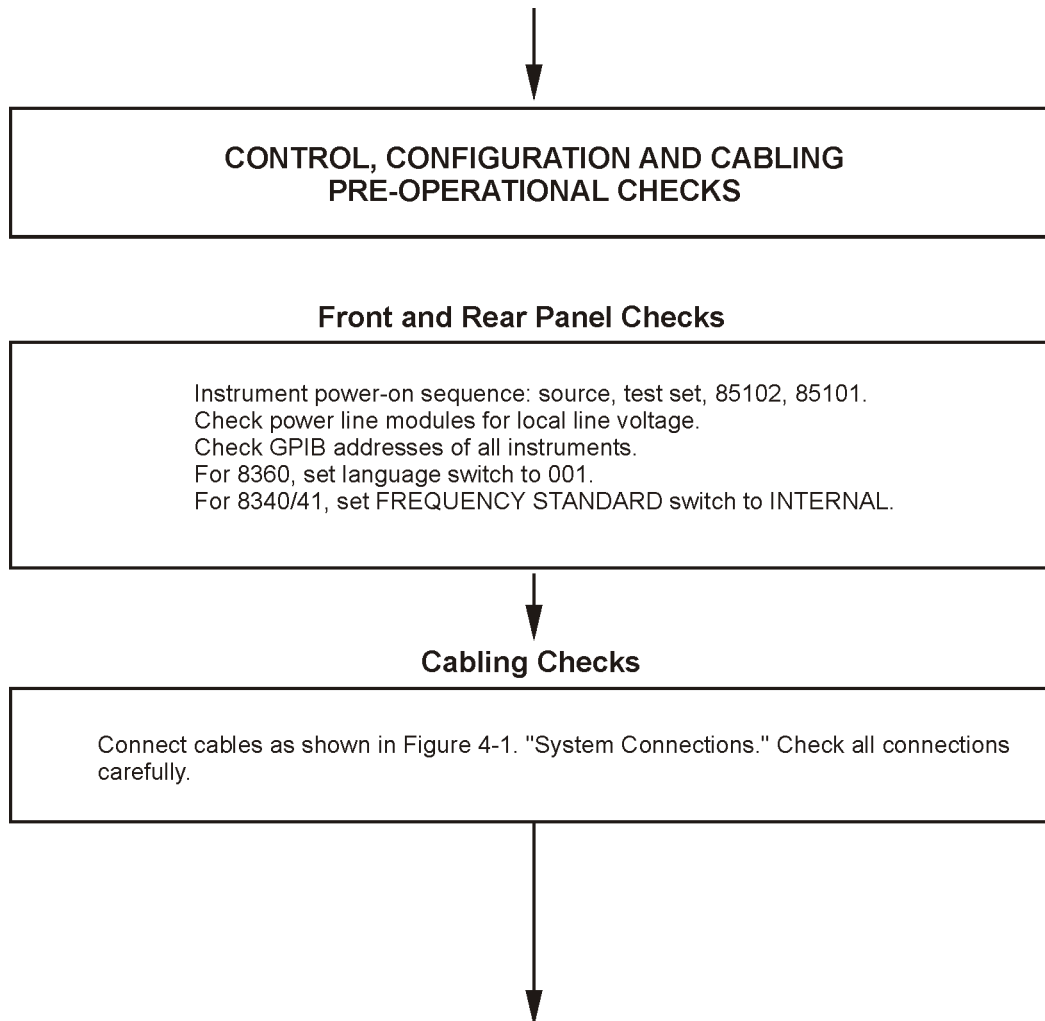 CONTROL, CONFIGURATION AND CABLING
PRE-OPERATIONAL CHECKS
Front and Rear Panel Checks
Instrument power-on sequence: source, test set, 85102, 85101.
Check power line modules for local line voltage.
Check GPIB addresses of all instruments.
For 8360, set language switch to 001.
For 8340/41, set FREQUENCY STANDARD switch to INTERNAL.
Cabling Checks
Connect cables as shown in Figure 4-1. "System Connections." Check all connections
carefully.